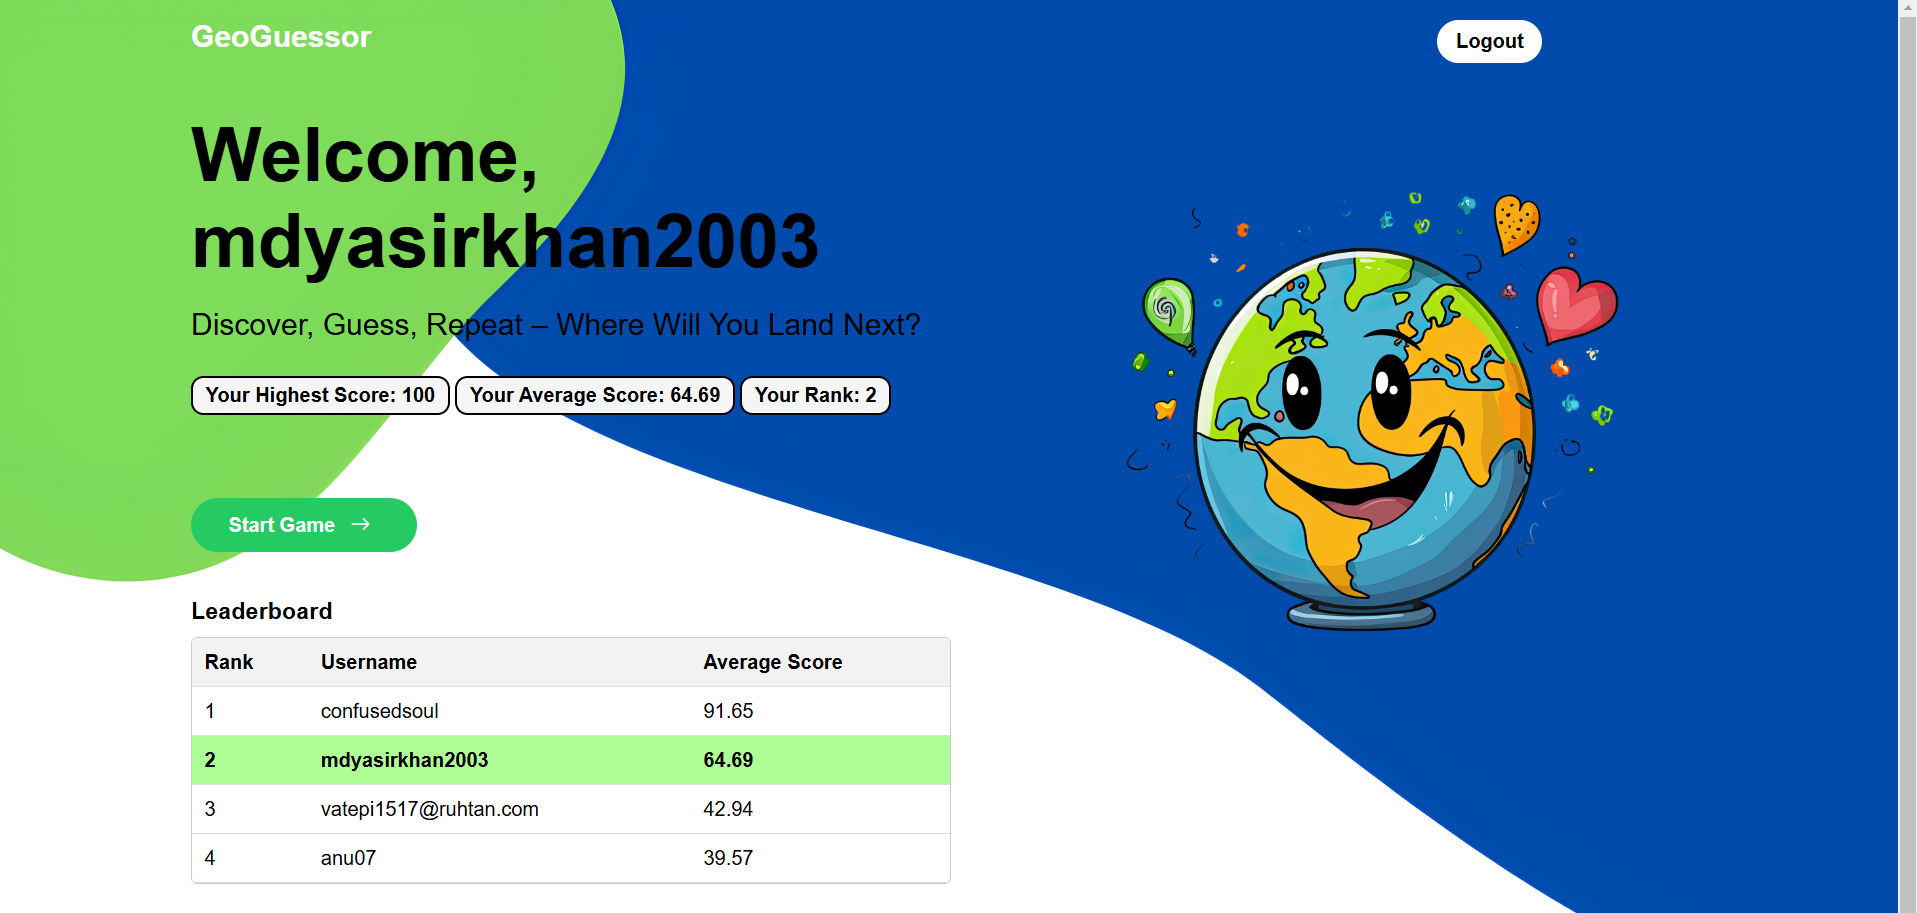 GeoGuessor
Logout
Welcome,
mdyasirkhan2003
Discover, Guess, Repeat – Where Will You Land Next?
Your Highest Score: 100 Your Average Score: 64.69 Your Rank: 2
Start Game →
Leaderboard
Rank Username Average Score
1 confusedsoul 91.65
2 mdyasirkhan2003 64.69
3 vatepi1517@ruhtan.com 42.94
4 anu07 39.57